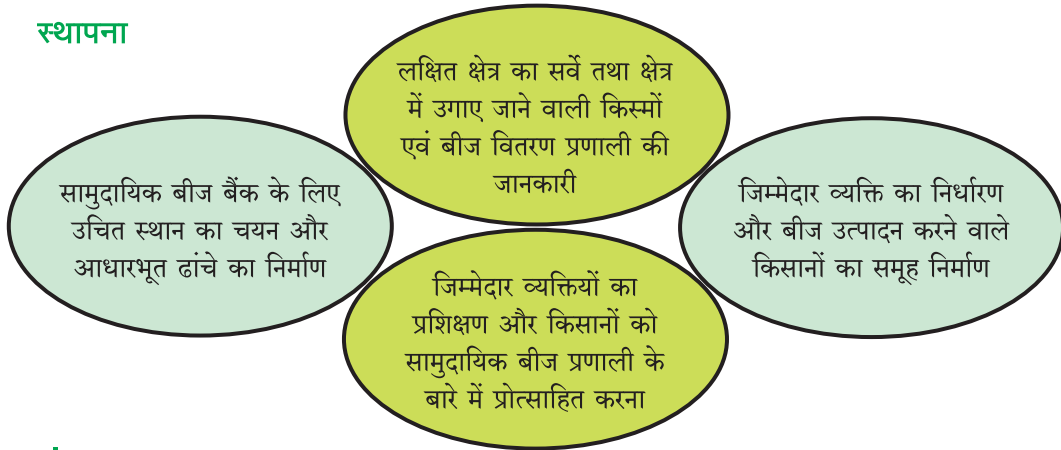 स्थापना
लक्षित क्षेत्र का सर्वे तथा क्षेत्र
में उगाए जाने वाली किस्मों
एवं बीज वितरण प्रणाली की
जानकारी
सामुदायिक बीज बैंक के लिए
उचित स्थान का चयन और
आधारभूत ढांचे का निर्माण
जिम्मेदार व्यक्ति का निर्धारण
और बीज उत्पादन करने वाले
किसानों का समूह निर्माण
जिम्मेदार व्यक्तियों का
प्रशिक्षण और किसानों को
सामुदायिक बीज प्रणाली के
बारे में प्रोत्साहित करना